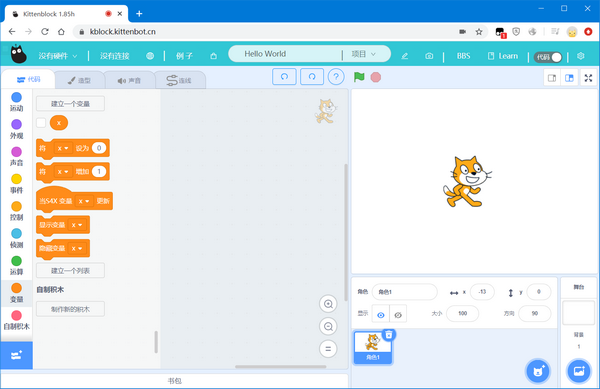 Kittenblock 1.85h
kblock.kittenbot.cn
没有硬件
没有连接
例子
Hello World
项目
BBS
Learn
代码
代码
造型
声音
连线
运动
外观
声音
事件
控制
侦测
运算
变量
自制积木
建立一个变量
x
将 x 设为 0
将 x 增加 1
当S4X 变量 x 更新
显示变量 x
隐藏变量 x
建立一个列表
自制积木
制作新的积木
书包
角色 角色1 x -13 y 0
显示 大小 100 方向 90
角色1
舞台
背景
1